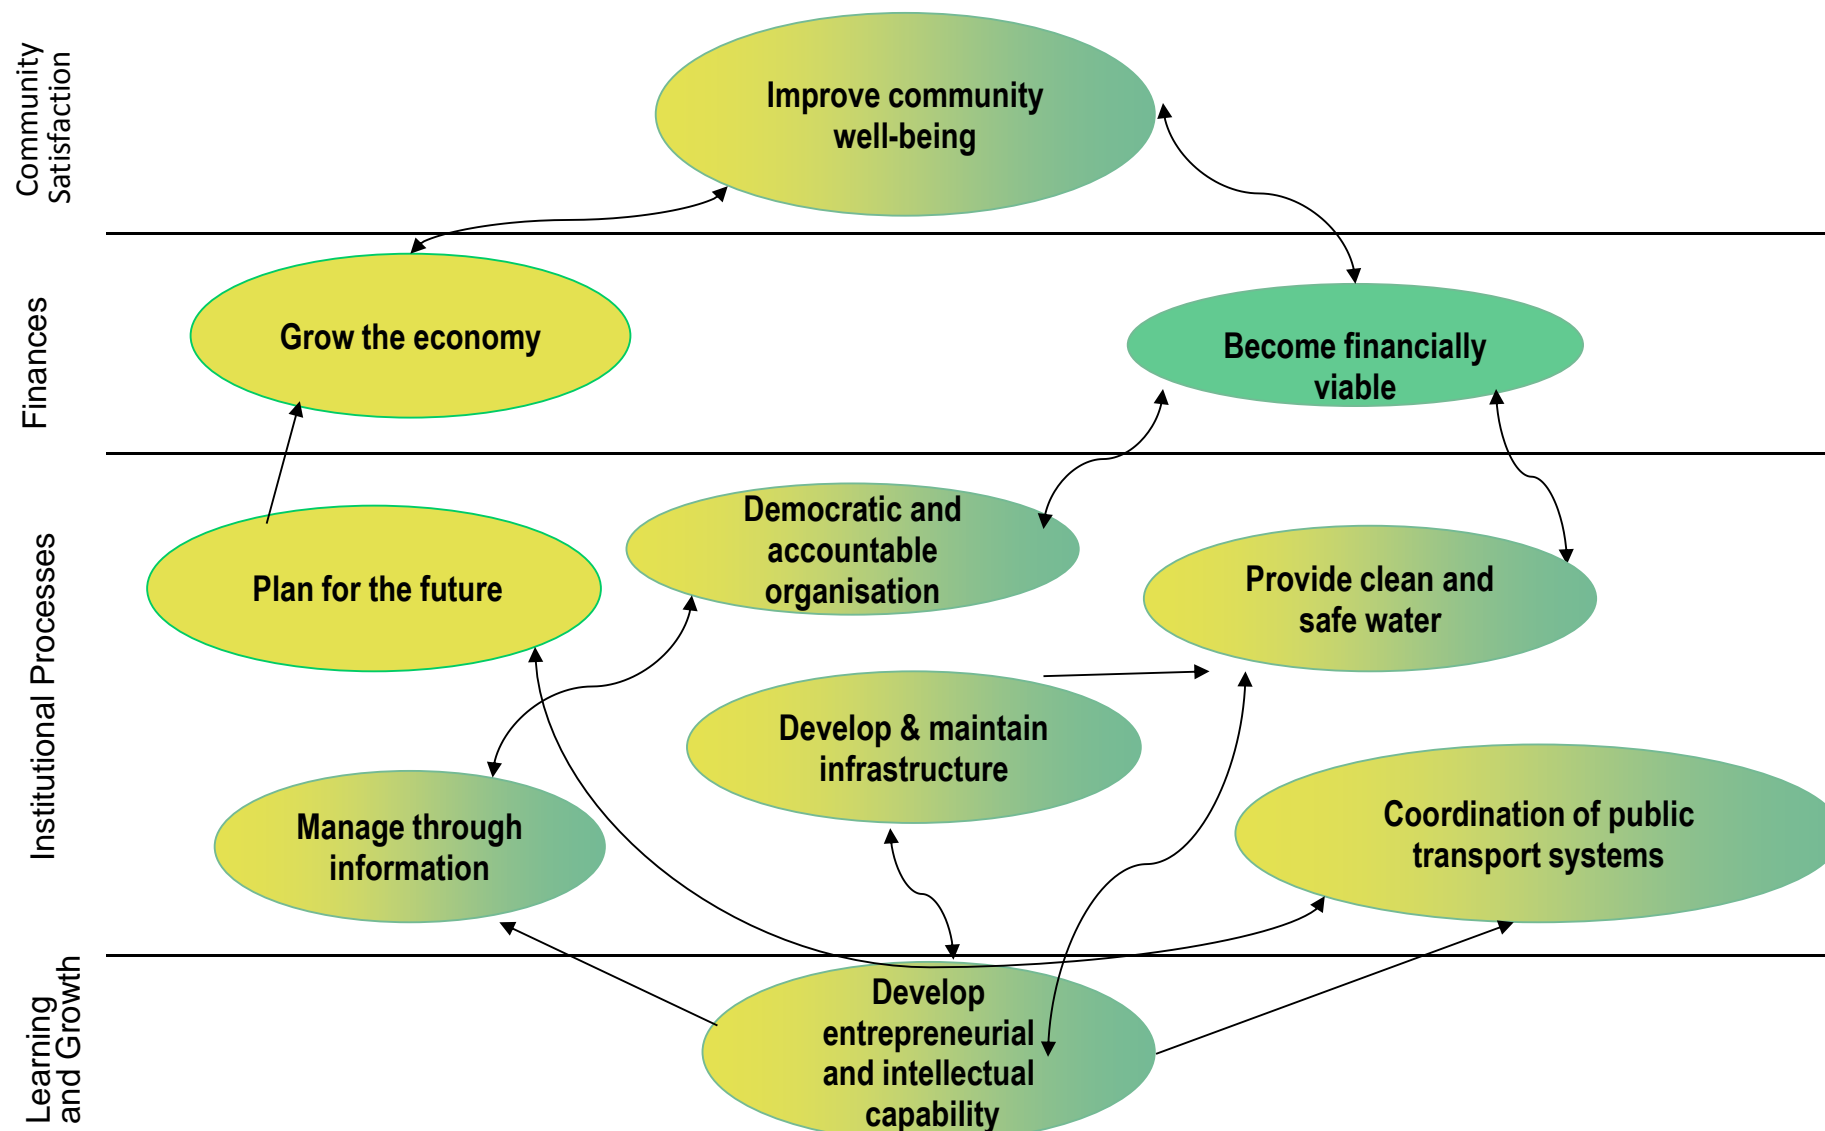 Community
Satisfaction
Improve community
well-being
Finances
Grow the economy
Become financially
viable
Institutional Processes
Democratic and
accountable
organisation
Plan for the future
Provide clean and
safe water
Develop & maintain
infrastructure
Manage through
information
Coordination of public
transport systems
Learning
and Growth
Develop
entrepreneurial
and intellectual
capability